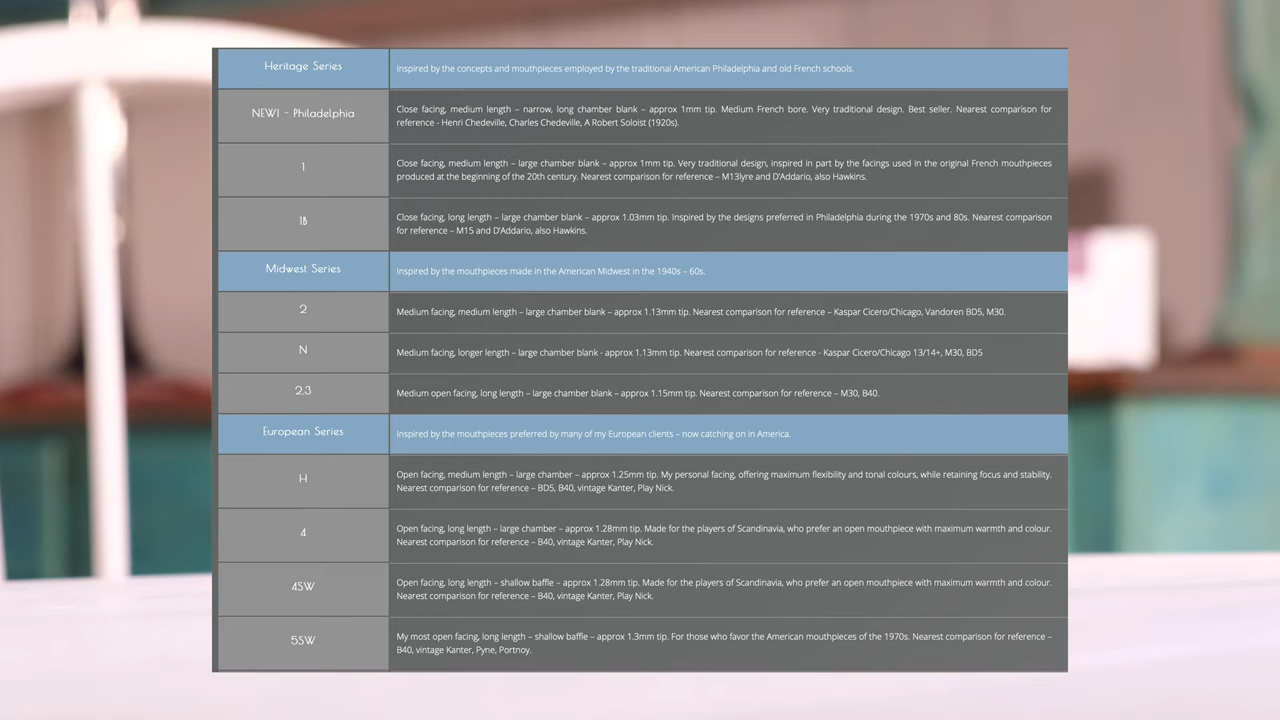 Heritage Series
Inspired by the concepts and mouthpieces employed by the traditional American Philadelphia and old French schools.
NEW! - Philadelphia
Close facing, medium length – narrow, long chamber blank – approx 1mm tip. Medium French bore. Very traditional design. Best seller. Nearest comparison for
reference - Henri Chedeville, Charles Chedeville, A Robert Soloist (1920s).
1
Close facing, medium length – large chamber blank – approx 1mm tip. Very traditional design, inspired in part by the facings used in the original French mouthpieces
produced at the beginning of the 20th century. Nearest comparison for reference – M13lyre and D'Addario, also Hawkins.
1B
Close facing, long length – large chamber blank – approx 1.03mm tip. Inspired by the designs preferred in Philadelphia during the 1970s and 80s. Nearest comparison
for reference – M15 and D'Addario, also Hawkins.
Midwest Series
Inspired by the mouthpieces made in the American Midwest in the 1940s – 60s.
2
Medium facing, medium length – large chamber blank – approx 1.13mm tip. Nearest comparison for reference – Kaspar Cicero/Chicago, Vandoren BD5, M30.
N
Medium facing, longer length – large chamber blank - approx 1.13mm tip. Nearest comparison for reference - Kaspar Cicero/Chicago 13/14+, M30, BD5
2.3
Medium open facing, long length – large chamber blank – approx 1.15mm tip. Nearest comparison for reference – M30, B40.
European Series
Inspired by the mouthpieces preferred by many of my European clients – now catching on in America.
H
Open facing, medium length – large chamber – approx 1.25mm tip. My personal facing, offering maximum flexibility and tonal colours, while retaining focus and stability.
Nearest comparison for reference – BD5, B40, vintage Kanter, Play Nick.
4
Open facing, long length – large chamber – approx 1.28mm tip. Made for the players of Scandinavia, who prefer an open mouthpiece with maximum warmth and colour.
Nearest comparison for reference – B40, vintage Kanter, Play Nick.
4SW
Open facing, long length – shallow baffle – approx 1.28mm tip. Made for the players of Scandinavia, who prefer an open mouthpiece with maximum warmth and colour.
Nearest comparison for reference – B40, vintage Kanter, Play Nick.
5SW
My most open facing, long length – shallow baffle – approx 1.3mm tip. For those who favor the American mouthpieces of the 1970s. Nearest comparison for reference –
B40, vintage Kanter, Pyne, Portnoy.